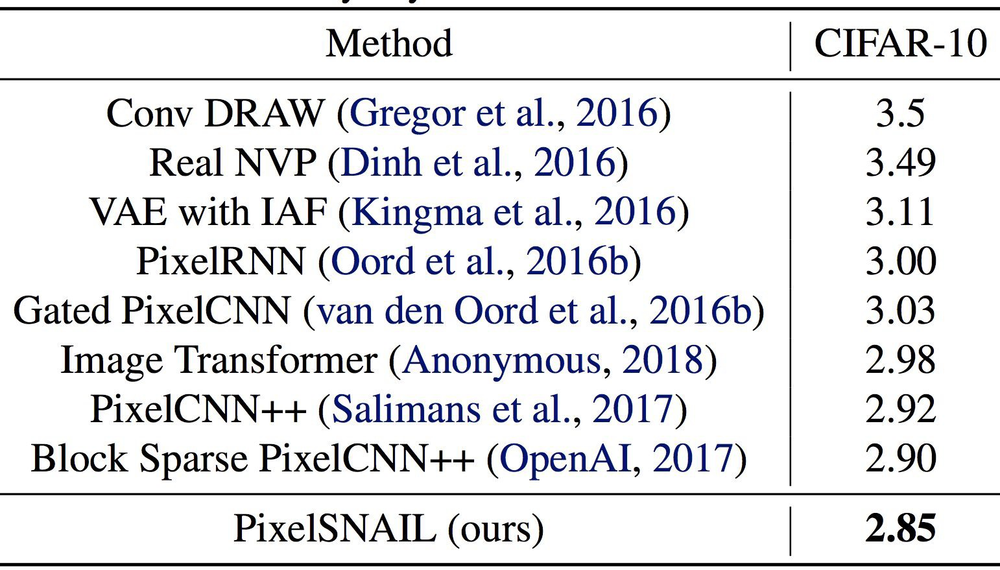 Method CIFAR-10
Conv DRAW (Gregor et al., 2016) 3.5
Real NVP (Dinh et al., 2016) 3.49
VAE with IAF (Kingma et al., 2016) 3.11
PixelRNN (Oord et al., 2016b) 3.00
Gated PixelCNN (van den Oord et al., 2016b) 3.03
Image Transformer (Anonymous, 2018) 2.98
PixelCNN++ (Salimans et al., 2017) 2.92
Block Sparse PixelCNN++ (OpenAI, 2017) 2.90
PixelSNAIL (ours) 2.85